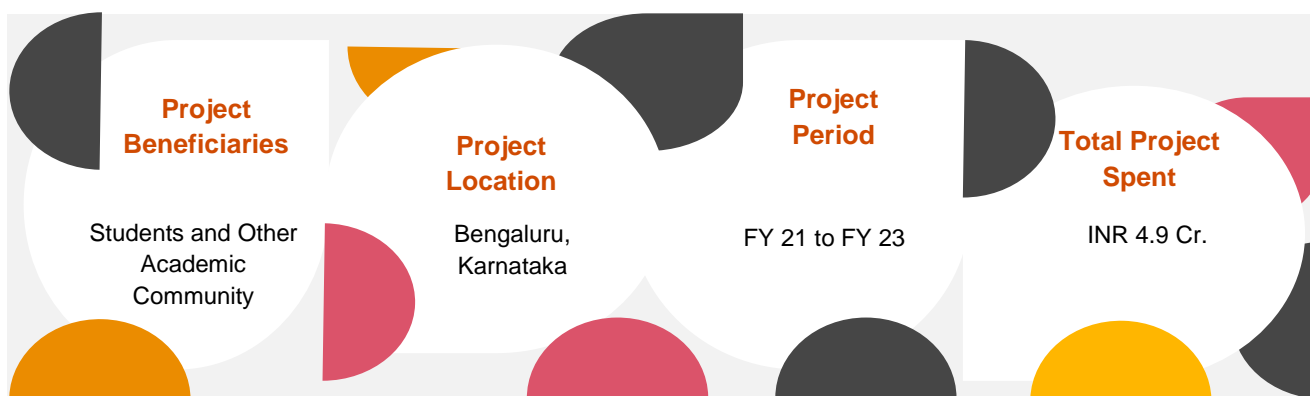 Project
Beneficiaries
Students and Other
Academic
Community
Project
Location
Bengaluru,
Karnataka
Project
Period
FY 21 to FY 23
Total Project
Spent
INR 4.9 Cr.